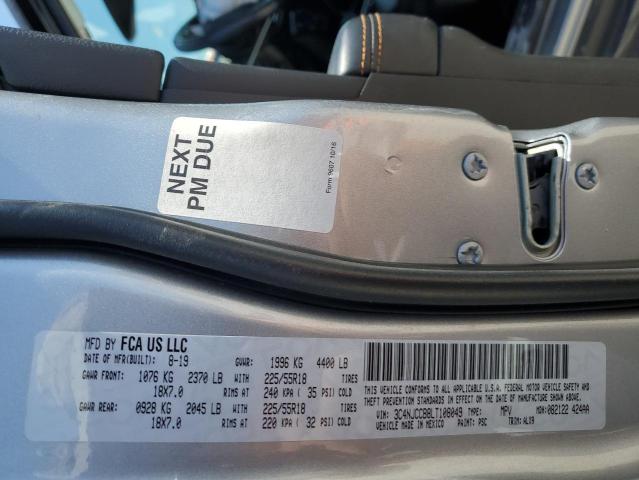 NEXT
PM DUE
Form 9607 10/16
MFD BY FCA US LLC
DATE OF MFR(BUILT): 8-19 GVWR: 1996 KG 4400 LB
GAWR FRONT: 1076 KG 2370 LB WITH 225/55R18 TIRES
18X7.0 RIMS AT 240 KPA ( 35 PSI) COLD
GAWR REAR: 0928 KG 2045 LB WITH 225/55R18 TIRES
18X7.0 RIMS AT 220 KPA ( 32 PSI) COLD
THIS VEHICLE CONFORMS TO ALL APPLICABLE U.S.A. FEDERAL MOTOR VEHICLE SAFETY, BUMPER AND
THEFT PREVENTION STANDARDS IN EFFECT ON THE DATE OF MANUFACTURE SHOWN ABOVE.
VIN: 3C4NJCCB8LT108049 TYPE: MPV MDH:082122 424AA
VEHICLE MADE IN MEXICO PAINT: PSC TRIM:ALX9